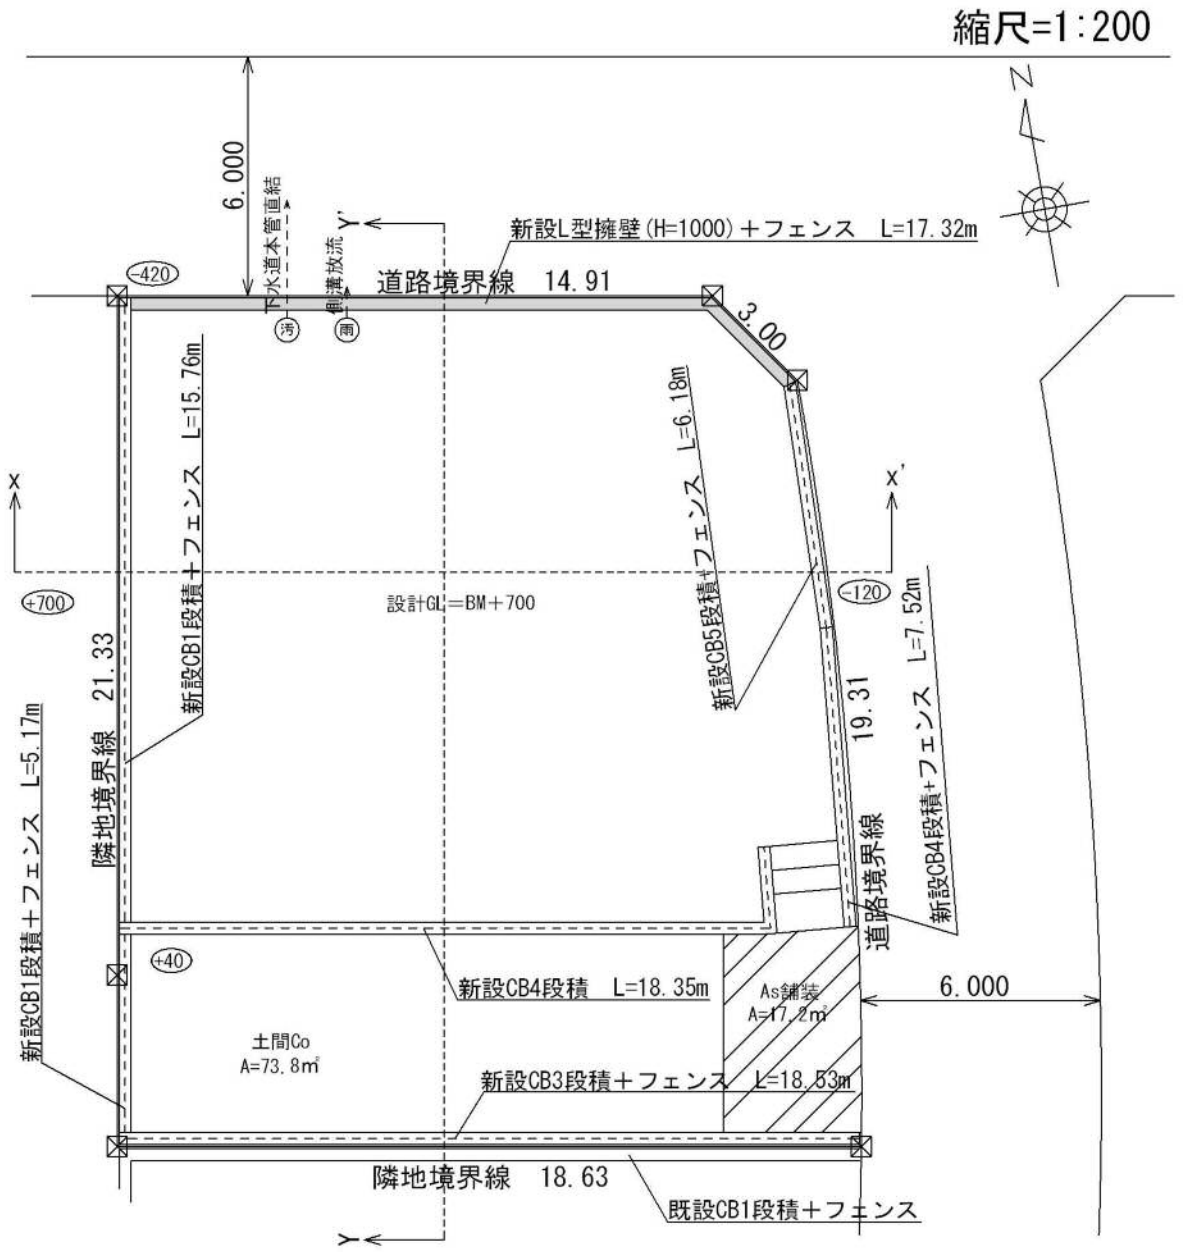 縮尺=1:200
N
6.000
下水道本管直結
側溝放流
Y'
新設L型擁壁(H=1000)+フェンス L=17.32m
-420
道路境界線 14.91
汚
雨
3.00
新設CB1段積+フェンス L=15.76m
新設CB5段積+フェンス L=6.18m
X
X'
+700
設計GL=BM+700
-120
隣地境界線 21.33
19.31
道路境界線
新設CB4段積+フェンス L=7.52m
新設CB1段積+フェンス L=5.17m
+40
新設CB4段積 L=18.35m
As舗装
A=17.2㎡
6.000
土間Co
A=73.8㎡
新設CB3段積+フェンス L=18.53m
隣地境界線 18.63
既設CB1段積+フェンス
Y